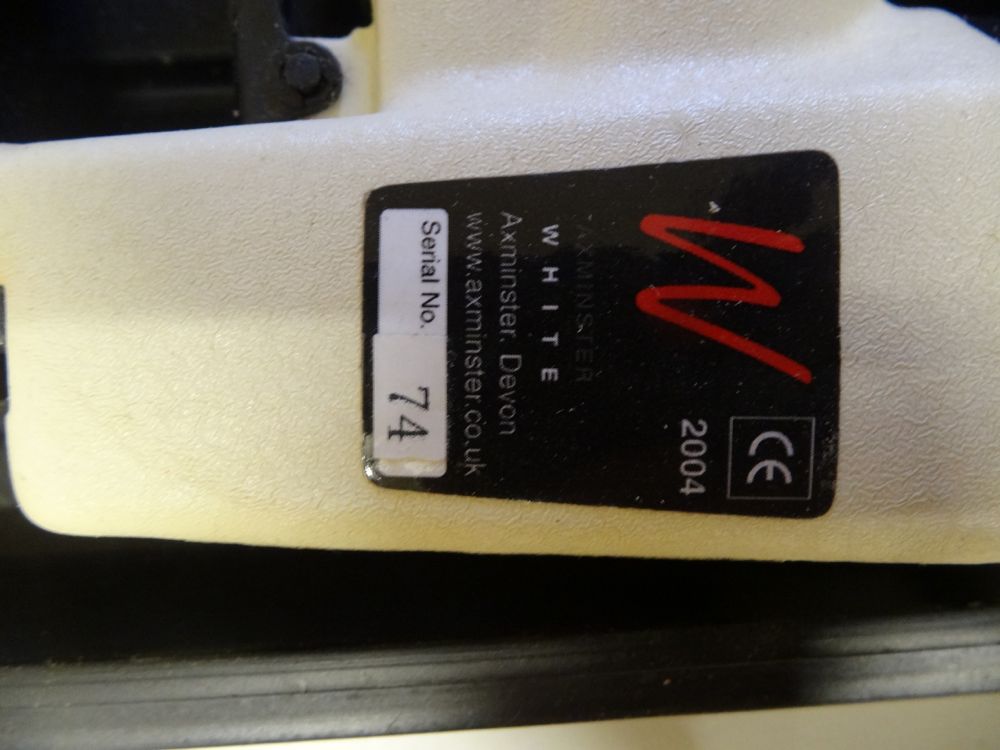 CE
2004
AXMINSTER
WHITE
Axminster. Devon
www.axminster.co.uk
Serial No. 74